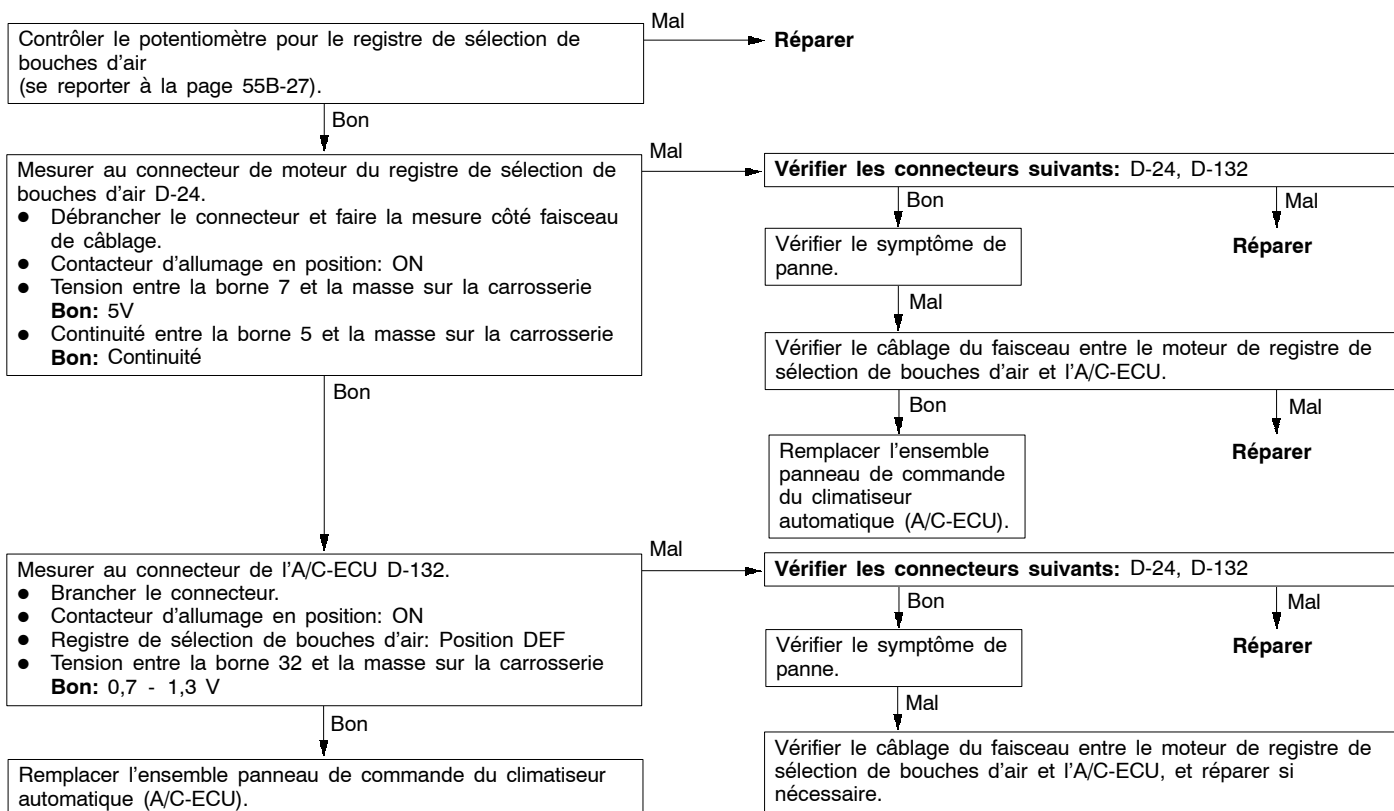 Contrôler le potentiomètre pour le registre de sélection de
bouches d'air
(se reporter à la page 55B-27).
Mal
Réparer
Bon
Mesurer au connecteur de moteur du registre de sélection de
bouches d'air D-24.
● Débrancher le connecteur et faire la mesure côté faisceau
de câblage.
● Contacteur d'allumage en position: ON
● Tension entre la borne 7 et la masse sur la carrosserie
Bon: 5V
● Continuité entre la borne 5 et la masse sur la carrosserie
Bon: Continuité
Mal
Vérifier les connecteurs suivants: D-24, D-132
Bon
Mal
Vérifier le symptôme de
panne.
Réparer
Mal
Vérifier le câblage du faisceau entre le moteur de registre de
sélection de bouches d'air et l'A/C-ECU.
Bon
Mal
Remplacer l'ensemble
panneau de commande
du climatiseur
automatique (A/C-ECU).
Réparer
Bon
Mesurer au connecteur de l'A/C-ECU D-132.
● Brancher le connecteur.
● Contacteur d'allumage en position: ON
● Registre de sélection de bouches d'air: Position DEF
● Tension entre la borne 32 et la masse sur la carrosserie
Bon: 0,7 - 1,3 V
Mal
Vérifier les connecteurs suivants: D-24, D-132
Bon
Mal
Vérifier le symptôme de
panne.
Réparer
Mal
Vérifier le câblage du faisceau entre le moteur de registre de
sélection de bouches d'air et l'A/C-ECU, et réparer si
nécessaire.
Bon
Remplacer l'ensemble panneau de commande du climatiseur
automatique (A/C-ECU).